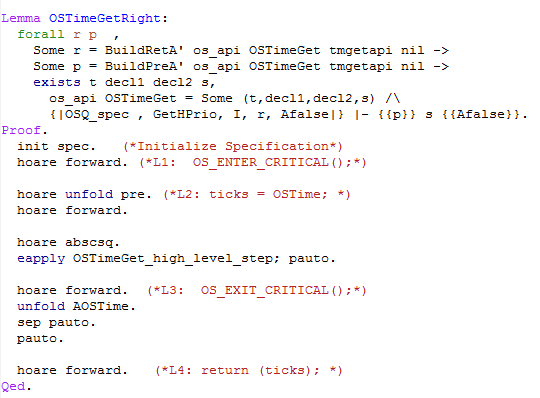 Lemma OSTimeGetRight:
forall r p ,
Some r = BuildRetA' os_api OSTimeGet tmgetapi nil ->
Some p = BuildPreA' os_api OSTimeGet tmgetapi nil ->
exists t decl1 decl2 s,
os_api OSTimeGet = Some (t,decl1,decl2,s) /\
{|OSQ_spec , GetHPrio, I, r, Afalse|} |- {{p}} s {{Afalse}}.
Proof.
init spec. (*Initialize Specification*)
hoare forward. (*L1: OS_ENTER_CRITICAL();*)
hoare unfold pre. (*L2: ticks = OSTime; *)
hoare forward.
hoare abscsq.
eapply OSTimeGet_high_level_step; pauto.
hoare forward. (*L3: OS_EXIT_CRITICAL();*)
unfold AOSTime.
sep pauto.
pauto.
hoare forward. (*L4: return (ticks); *)
Qed.